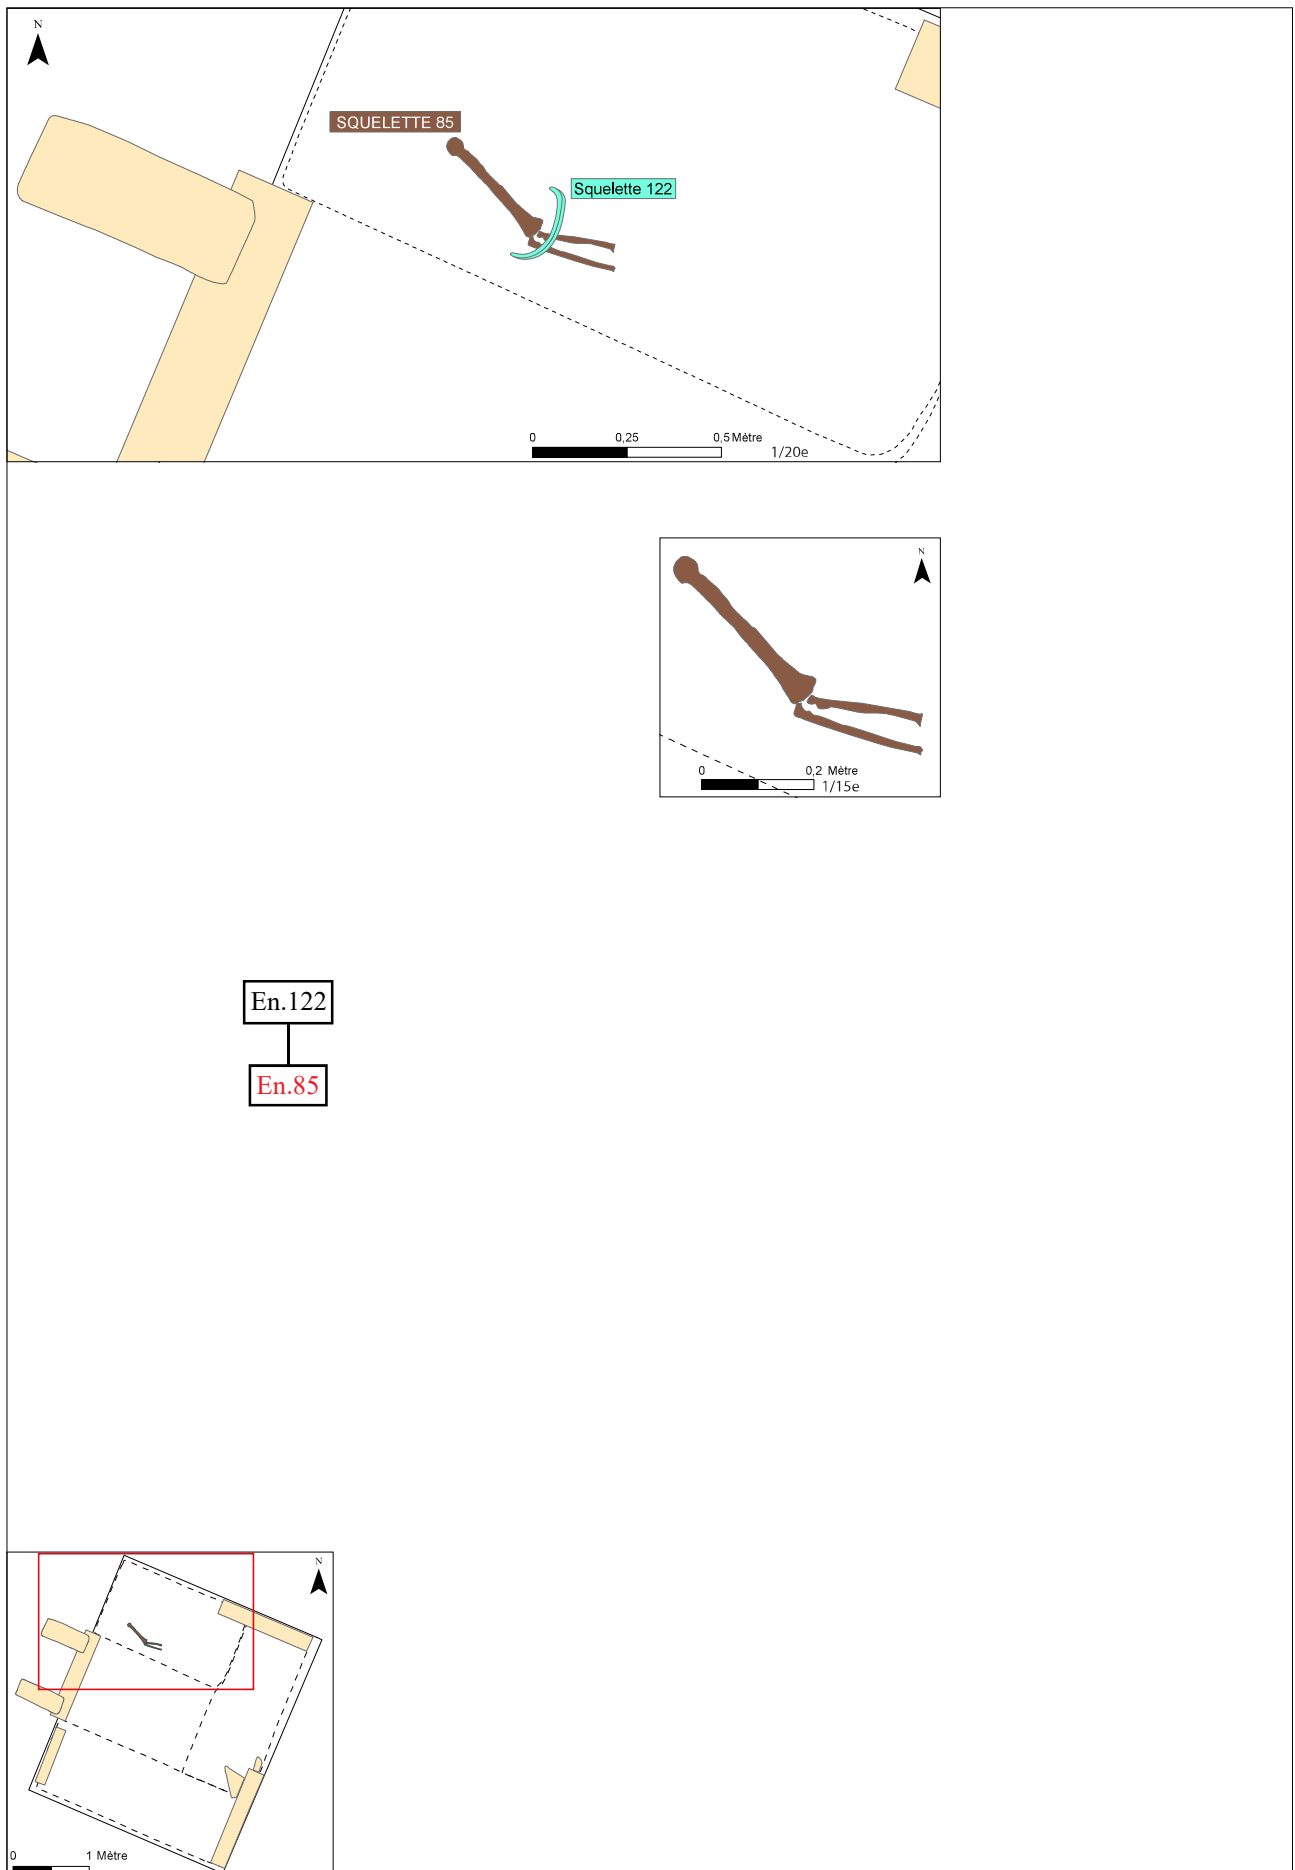 N
SQUELETTE 85
Squelette 122
0 0,25 0,5 Mètre
1/20e
N
0 0,2 Mètre
1/15e
En.122
En.85
N
0 1 Mètre